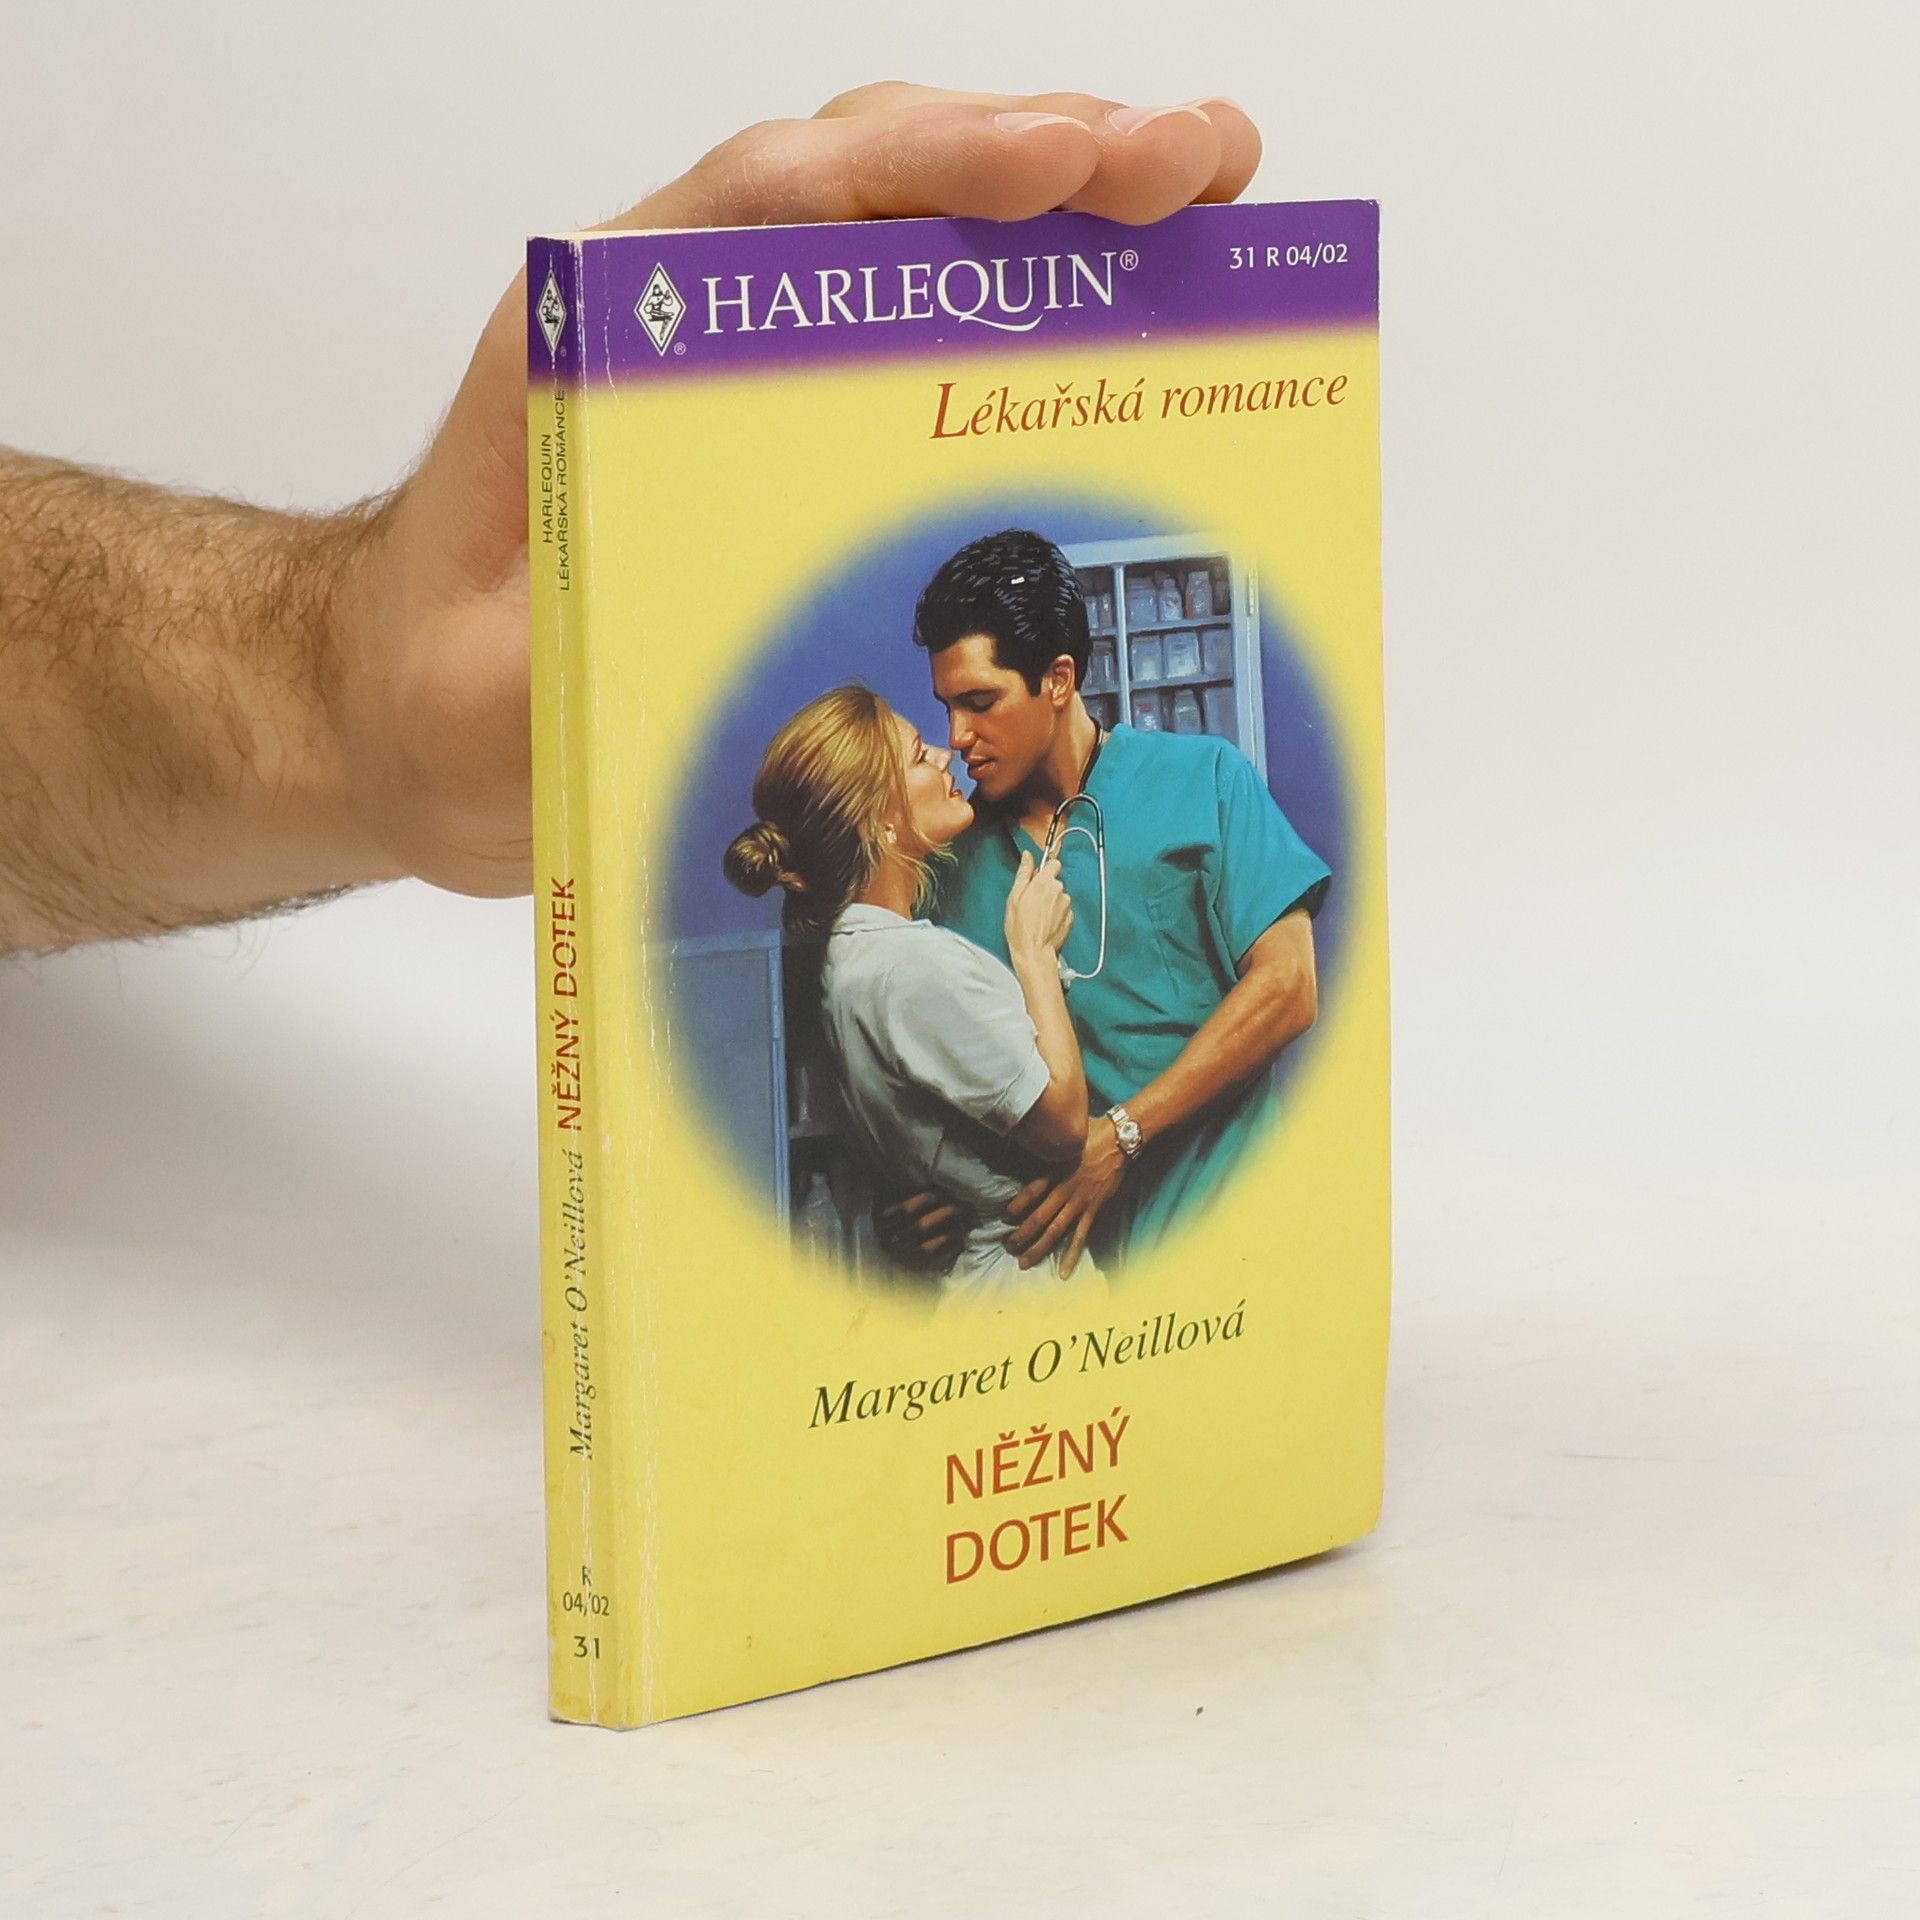 HARLEQUIN®
31 R 04/02
Lékařská romance
Margaret O'Neillová
NĚŽNÝ
DOTEK
HARLEQUIN
LÉKAŘSKÁ ROMANCE
Margaret O'Neillová NĚŽNÝ DOTEK
R
04/02
31